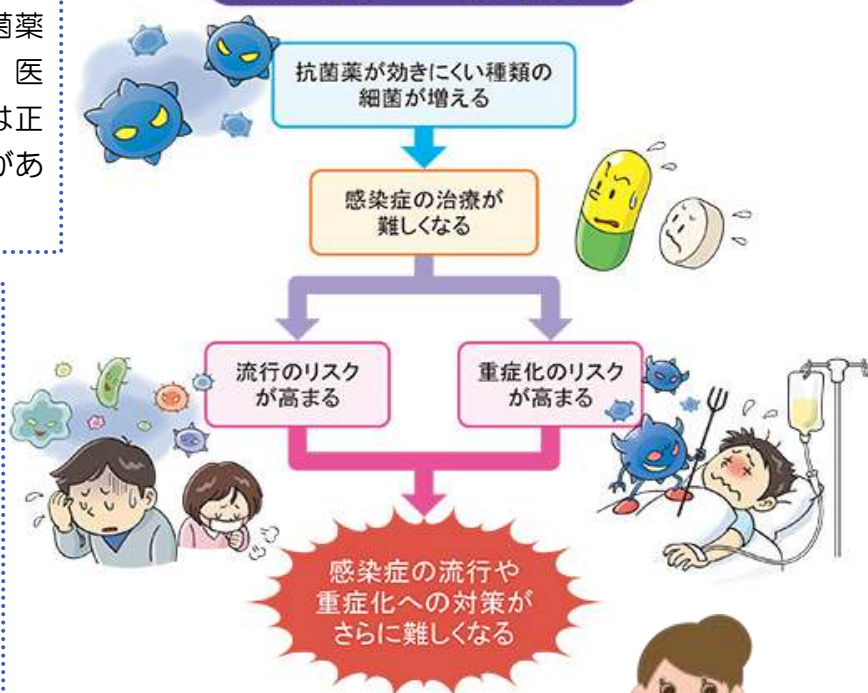 菌薬
医
は正
があ
抗菌薬が効きにくい種類の
細菌が増える
感染症の治療が
難しくなる
流行のリスク
が高まる
重症化のリスク
が高まる
感染症の流行や
重症化への対策が
さらに難しくなる